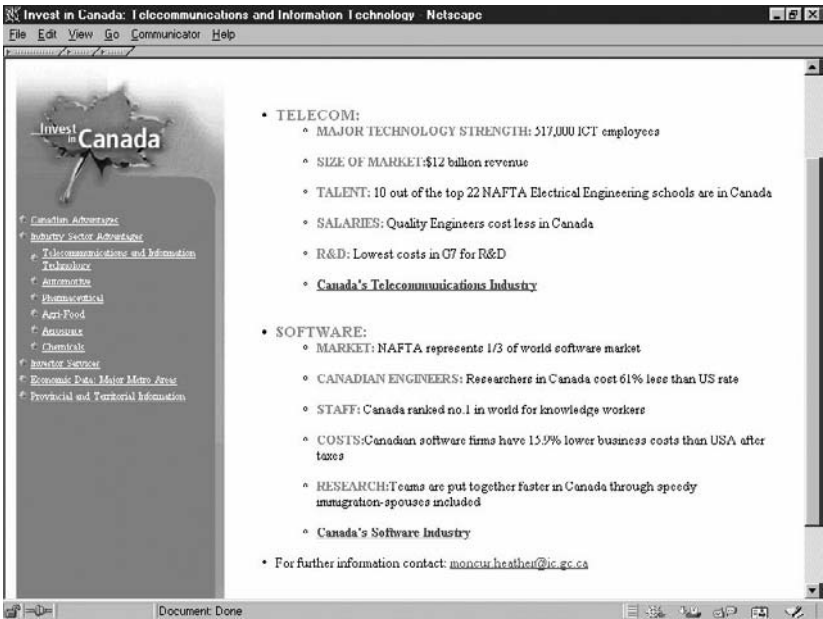 Invest in Canada: Telecommunications and Information Technology - Netscape
File Edit View Go Communicator Help
Invest
in Canada
Canadian Advantages
Industry Sector Advantages
Telecommunications and Information
Technology
Automotive
Pharmaceutical
Agri-Food
Aerospace
Chemicals
Investor Services
Economic Data: Major Metro Areas
Provincial and Territorial Information
• TELECOM:
° MAJOR TECHNOLOGY STRENGTH: 517,000 ICT employees
° SIZE OF MARKET:$12 billion revenue
° TALENT: 10 out of the top 22 NAFTA Electrical Engineering schools are in Canada
° SALARIES: Quality Engineers cost less in Canada
° R&D: Lowest costs in G7 for R&D
° Canada's Telecommunications Industry
• SOFTWARE:
° MARKET: NAFTA represents 1/3 of world software market
° CANADIAN ENGINEERS: Researchers in Canada cost 61% less than US rate
° STAFF: Canada ranked no.1 in world for knowledge workers
° COSTS:Canadian software firms have 15.9% lower business costs than USA after
taxes
° RESEARCH:Teams are put together faster in Canada through speedy
immigration-spouses included
° Canada's Software Industry
• For further information contact: moncur.heather@ic.gc.ca
Document: Done